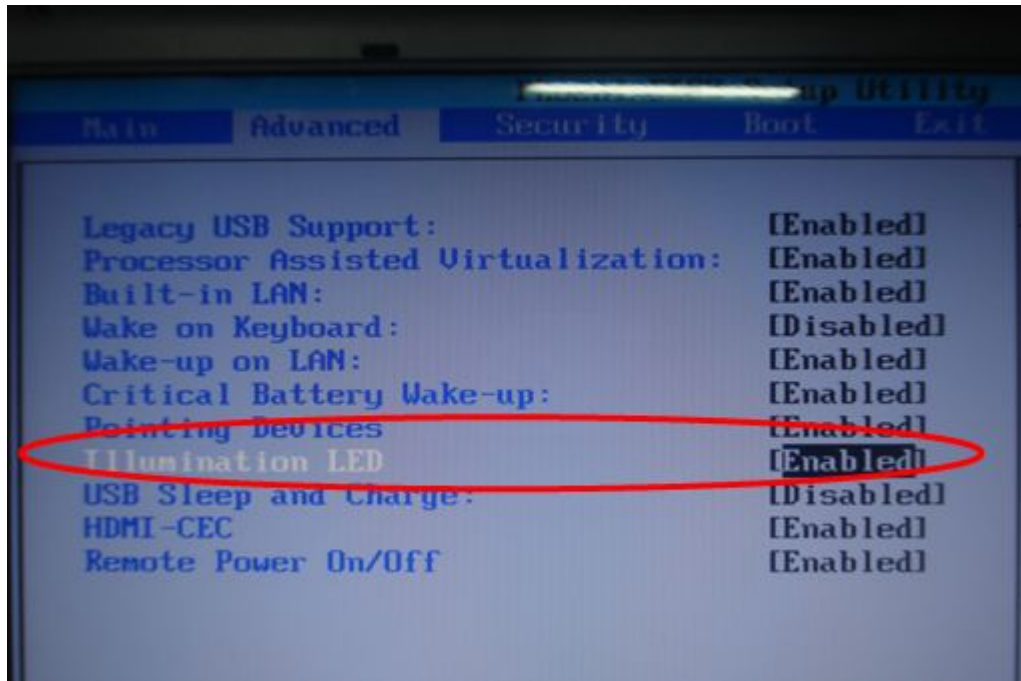 Setup Utility
Main Advanced Security Boot Exit
Legacy USB Support: [Enabled]
Processor Assisted Virtualization: [Enabled]
Built-in LAN: [Enabled]
Wake on Keyboard: [Disabled]
Wake-up on LAN: [Enabled]
Critical Battery Wake-up: [Enabled]
Pointing Devices [Enabled]
Illumination LED [Enabled]
USB Sleep and Charge: [Disabled]
HDMI-CEC [Enabled]
Remote Power On/Off [Enabled]